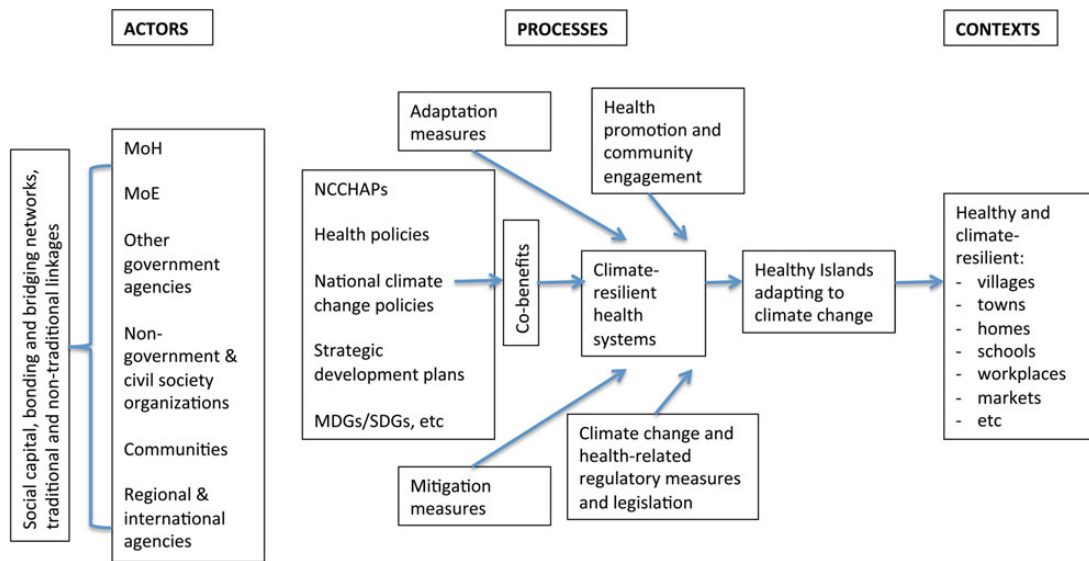 ACTORS
PROCESSES
CONTEXTS
Social capital, bonding and bridging networks,
traditional and non-traditional linkages
MoH
MoE
Other
government
agencies
Non-
government &
civil society
organizations
Communities
Regional &
international
agencies
Adaptation
measures
Health
promotion and
community
engagement
NCCHAPs
Health policies
National climate
change policies
Strategic
development plans
MDGs/SDGs, etc
Co-benefits
Climate-
resilient
health
systems
Healthy Islands
adapting to
climate change
Mitigation
measures
Climate change and
health-related
regulatory measures
and legislation
Healthy and
climate-
resilient:
- villages
- towns
- homes
- schools
- workplaces
- markets
- etc